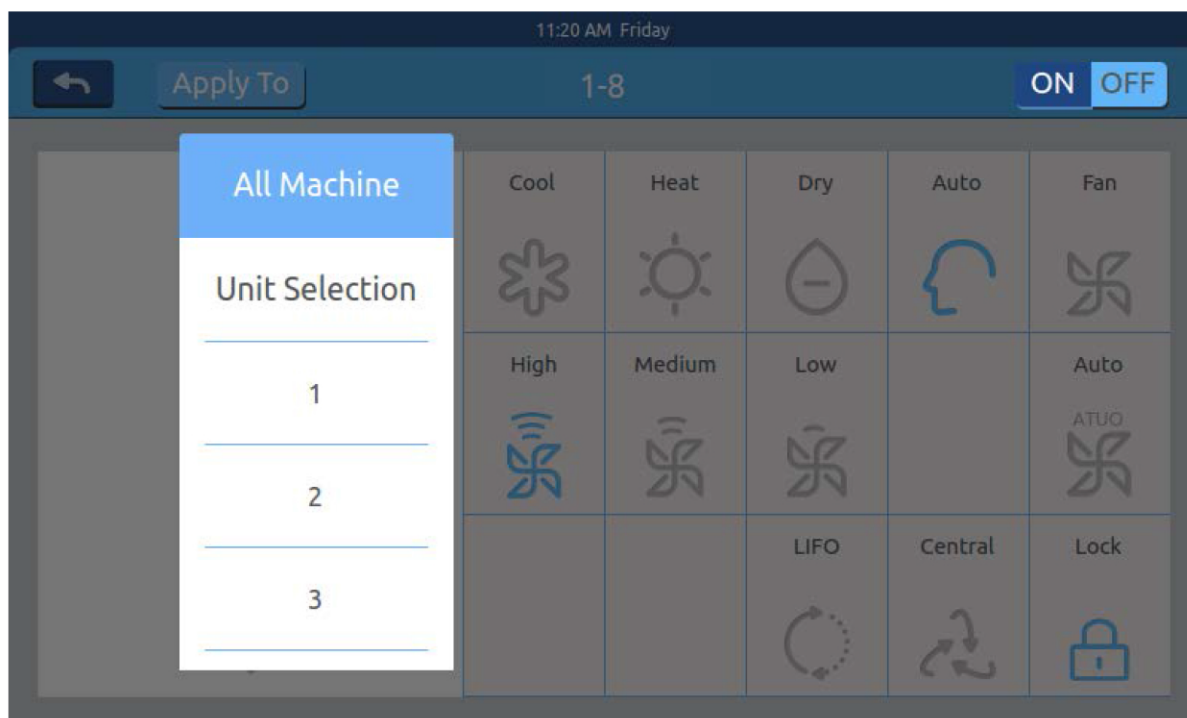 11:20 AM Friday
Apply To
1-8
ON OFF
All Machine
Unit Selection
1
2
3
Cool Heat Dry Auto Fan
High Medium Low Auto
ATUO
LIFO Central Lock